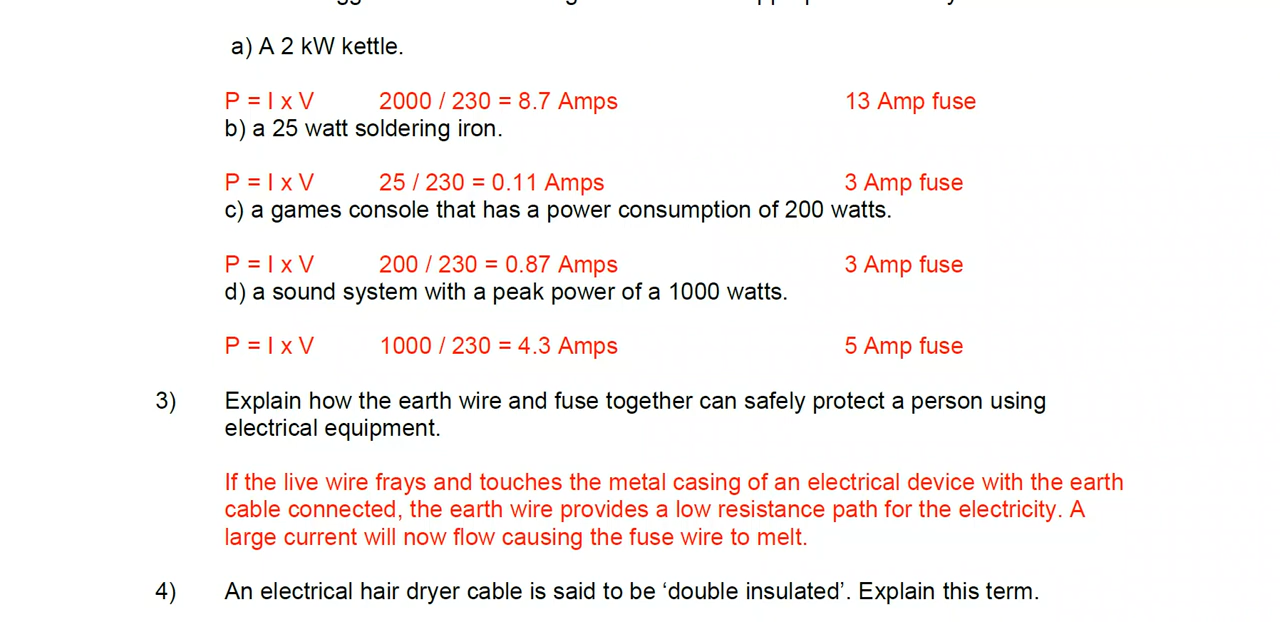 a) A 2 kW kettle.
P = I x V 2000 / 230 = 8.7 Amps 13 Amp fuse
b) a 25 watt soldering iron.
P = I x V 25 / 230 = 0.11 Amps 3 Amp fuse
c) a games console that has a power consumption of 200 watts.
P = I x V 200 / 230 = 0.87 Amps 3 Amp fuse
d) a sound system with a peak power of a 1000 watts.
P = I x V 1000 / 230 = 4.3 Amps 5 Amp fuse
3) Explain how the earth wire and fuse together can safely protect a person using
electrical equipment.
If the live wire frays and touches the metal casing of an electrical device with the earth
cable connected, the earth wire provides a low resistance path for the electricity. A
large current will now flow causing the fuse wire to melt.
4) An electrical hair dryer cable is said to be ‘double insulated’. Explain this term.